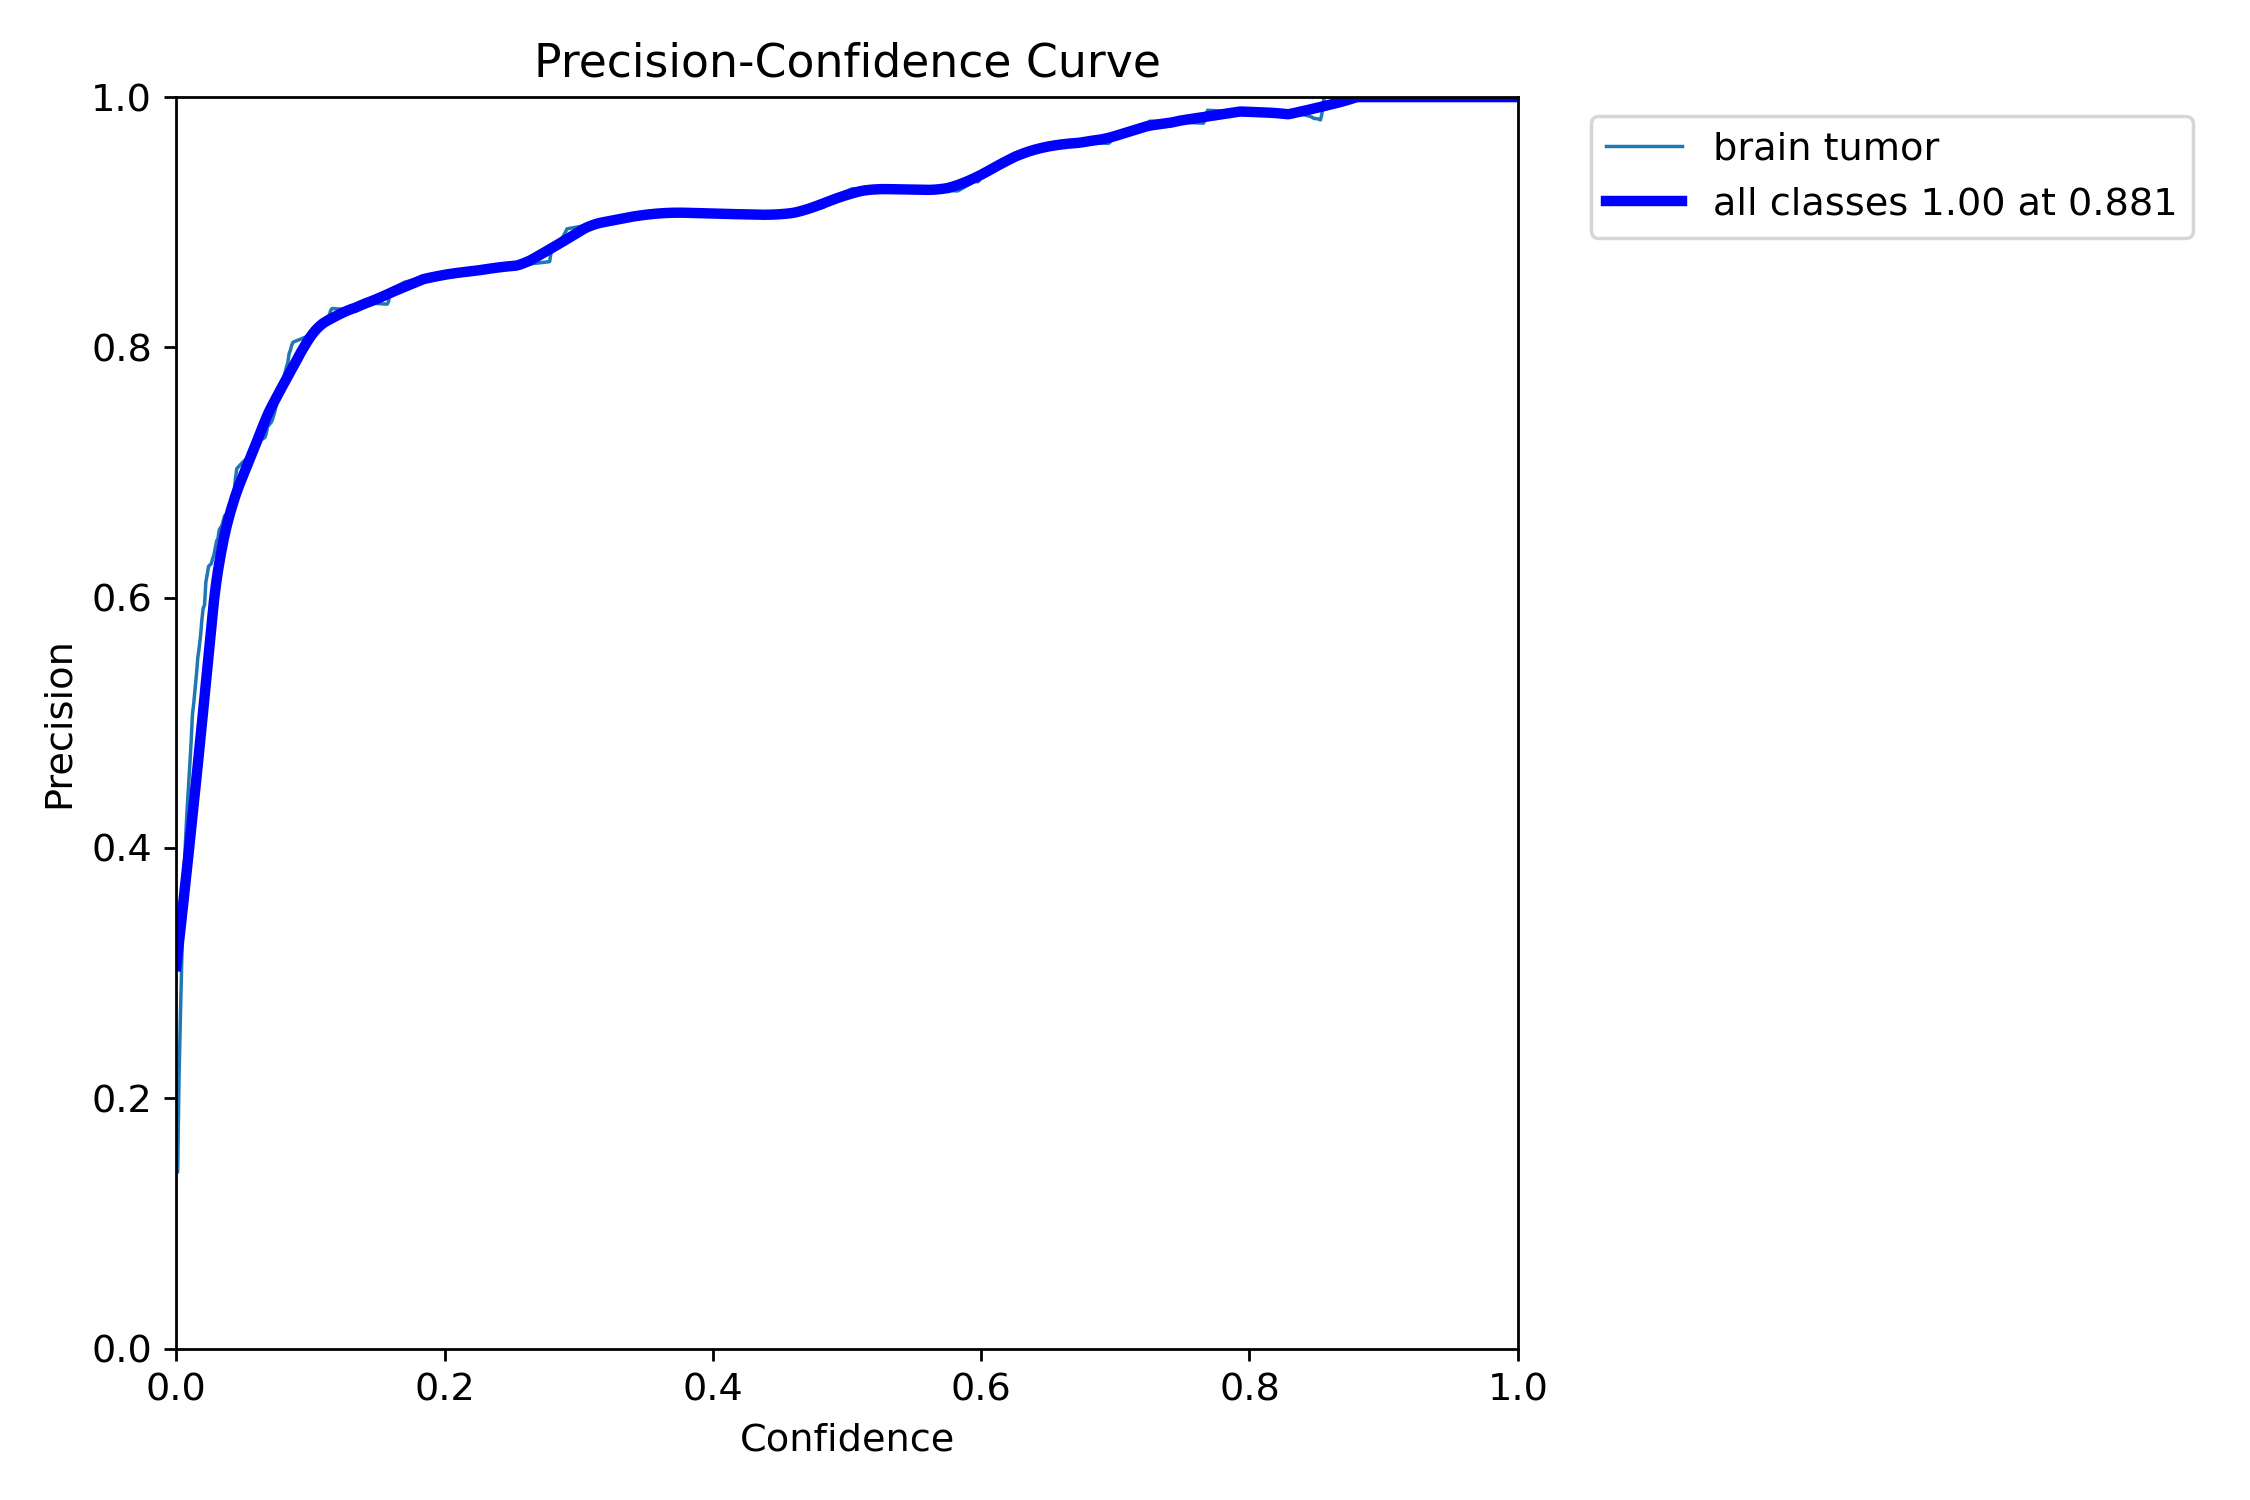 Precision-Confidence Curve
1.0
0.8
0.6
0.4
0.2
0.0
Precision
0.0 0.2 0.4 0.6 0.8 1.0
Confidence
brain tumor
all classes 1.00 at 0.881